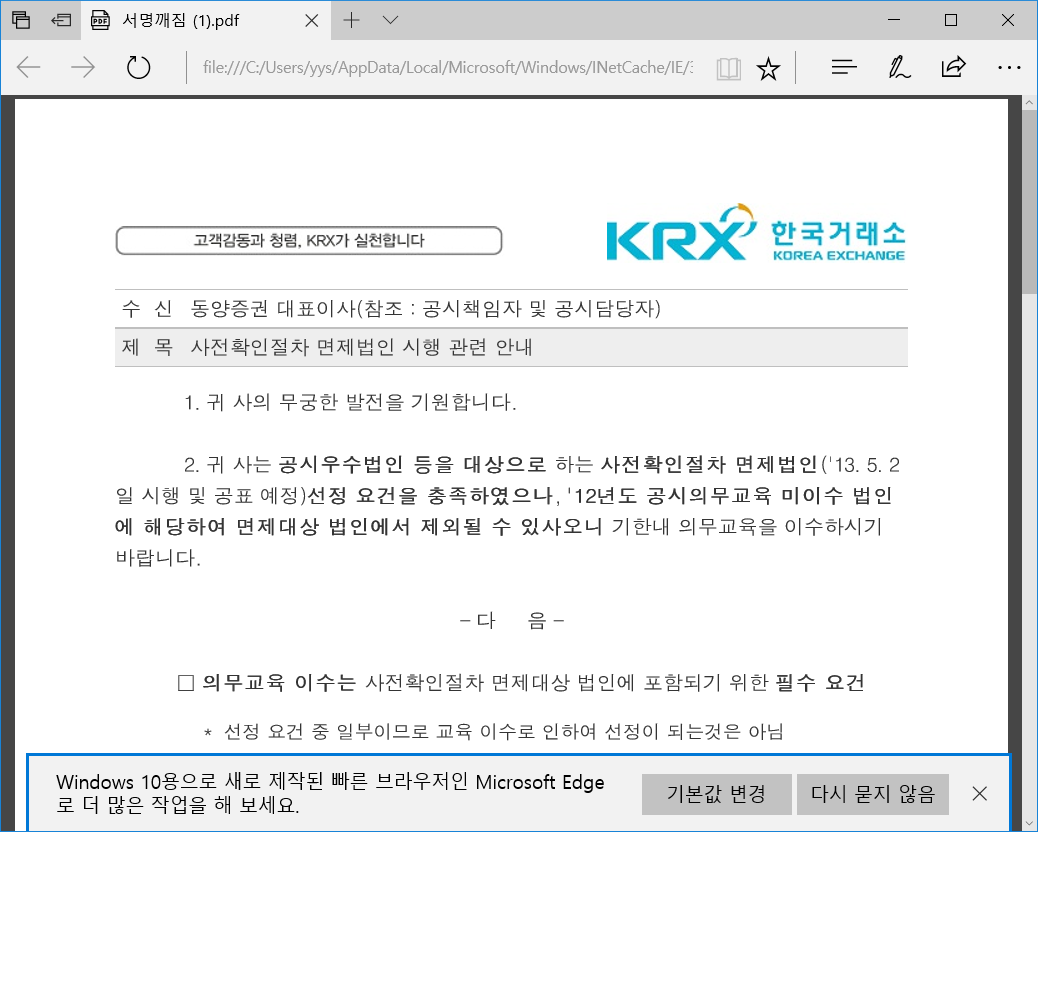 서명깨짐 (1).pdf
file:///C:/Users/yys/AppData/Local/Microsoft/Windows/INetCache/IE/3
고객감동과 청렴, KRX가 실천합니다
KRX 한국거래소
KOREA EXCHANGE
수 신 동양증권 대표이사(참조 : 공시책임자 및 공시담당자)
제 목 사전확인절차 면제법인 시행 관련 안내
1. 귀 사의 무궁한 발전을 기원합니다.
2. 귀 사는 공시우수법인 등을 대상으로 하는 사전확인절차 면제법인('13. 5. 2
일 시행 및 공표 예정)선정 요건을 충족하였으나, '12년도 공시의무교육 미이수 법인
에 해당하여 면제대상 법인에서 제외될 수 있사오니 기한내 의무교육을 이수하시기
바랍니다.
- 다 음 -
□ 의무교육 이수는 사전확인절차 면제대상 법인에 포함되기 위한 필수 요건
* 선정 요건 중 일부이므로 교육 이수로 인하여 선정이 되는것은 아님
Windows 10용으로 새로 제작된 빠른 브라우저인 Microsoft Edge
로 더 많은 작업을 해 보세요.
기본값 변경 다시 묻지 않음